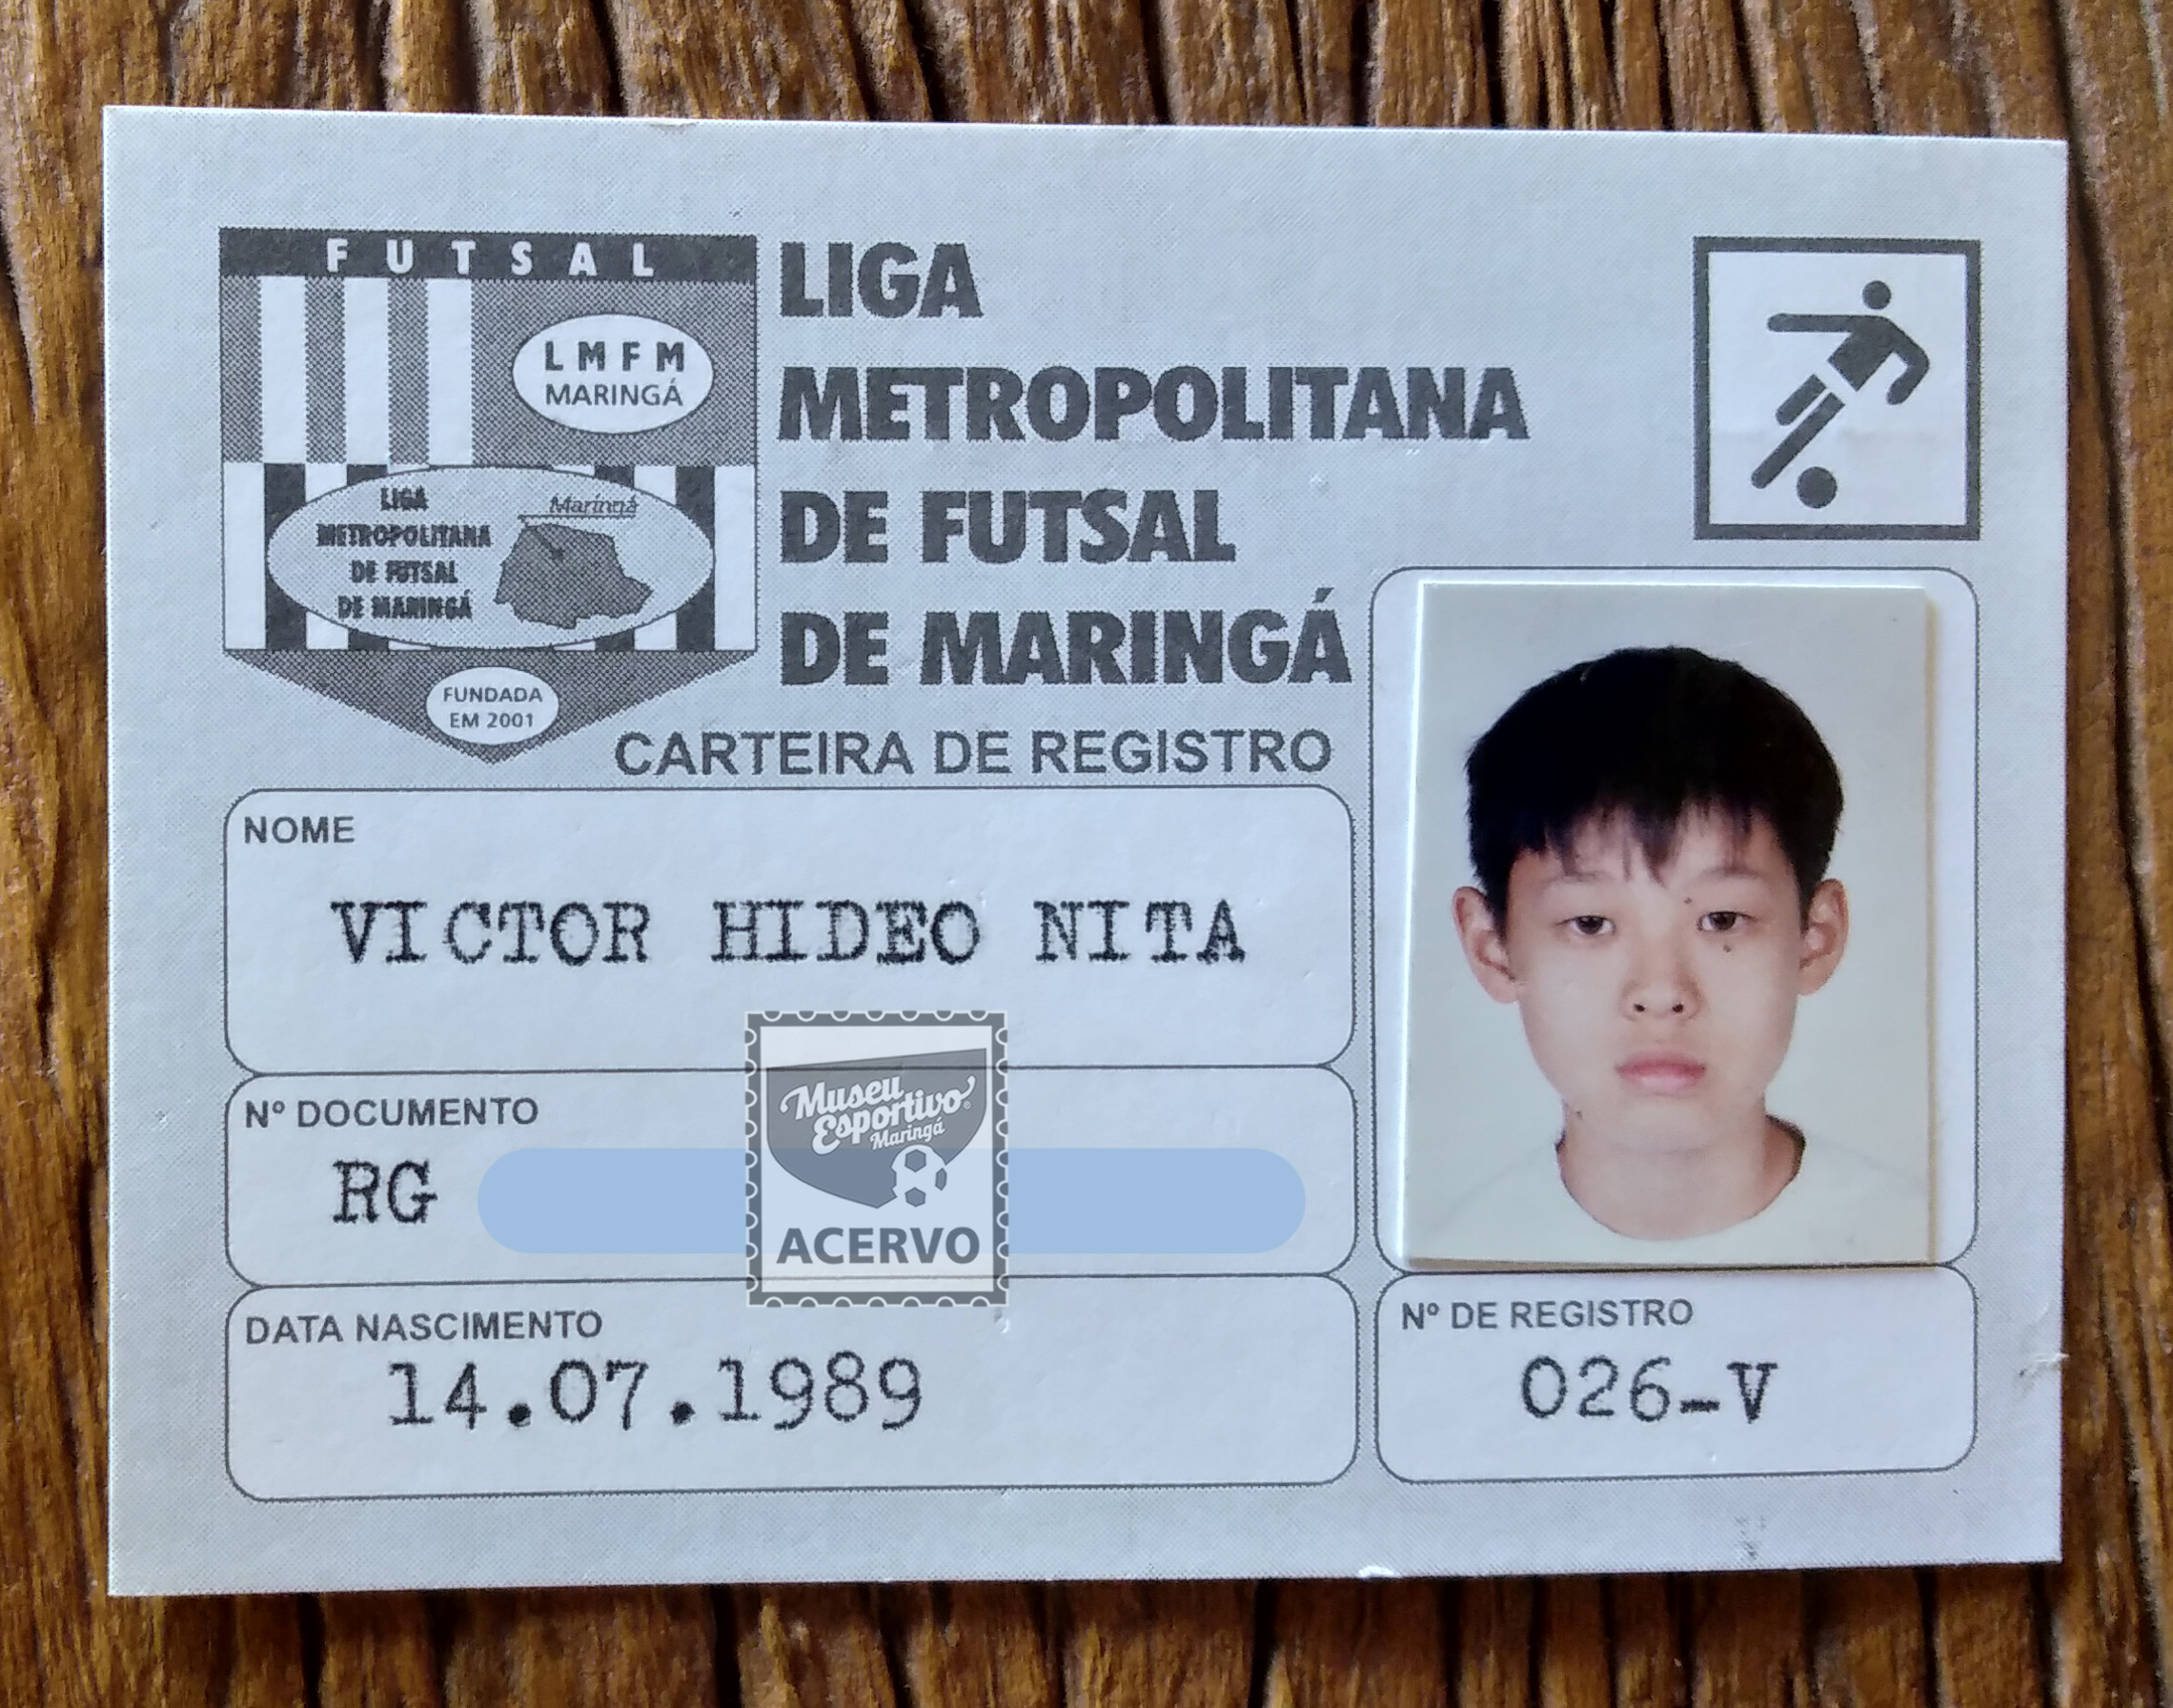 FUTSAL
LMFM
MARINGÁ
LIGA
METROPOLITANA
DE FUTSAL
DE MARINGÁ
Maringá
FUNDADA
EM 2001
LIGA
METROPOLITANA
DE FUTSAL
DE MARINGÁ
CARTEIRA DE REGISTRO
NOME
VICTOR HIDEO NITA
Nº DOCUMENTO
RG
Museu
Esportivo
Maringá
ACERVO
DATA NASCIMENTO
14.07.1989
Nº DE REGISTRO
026-V